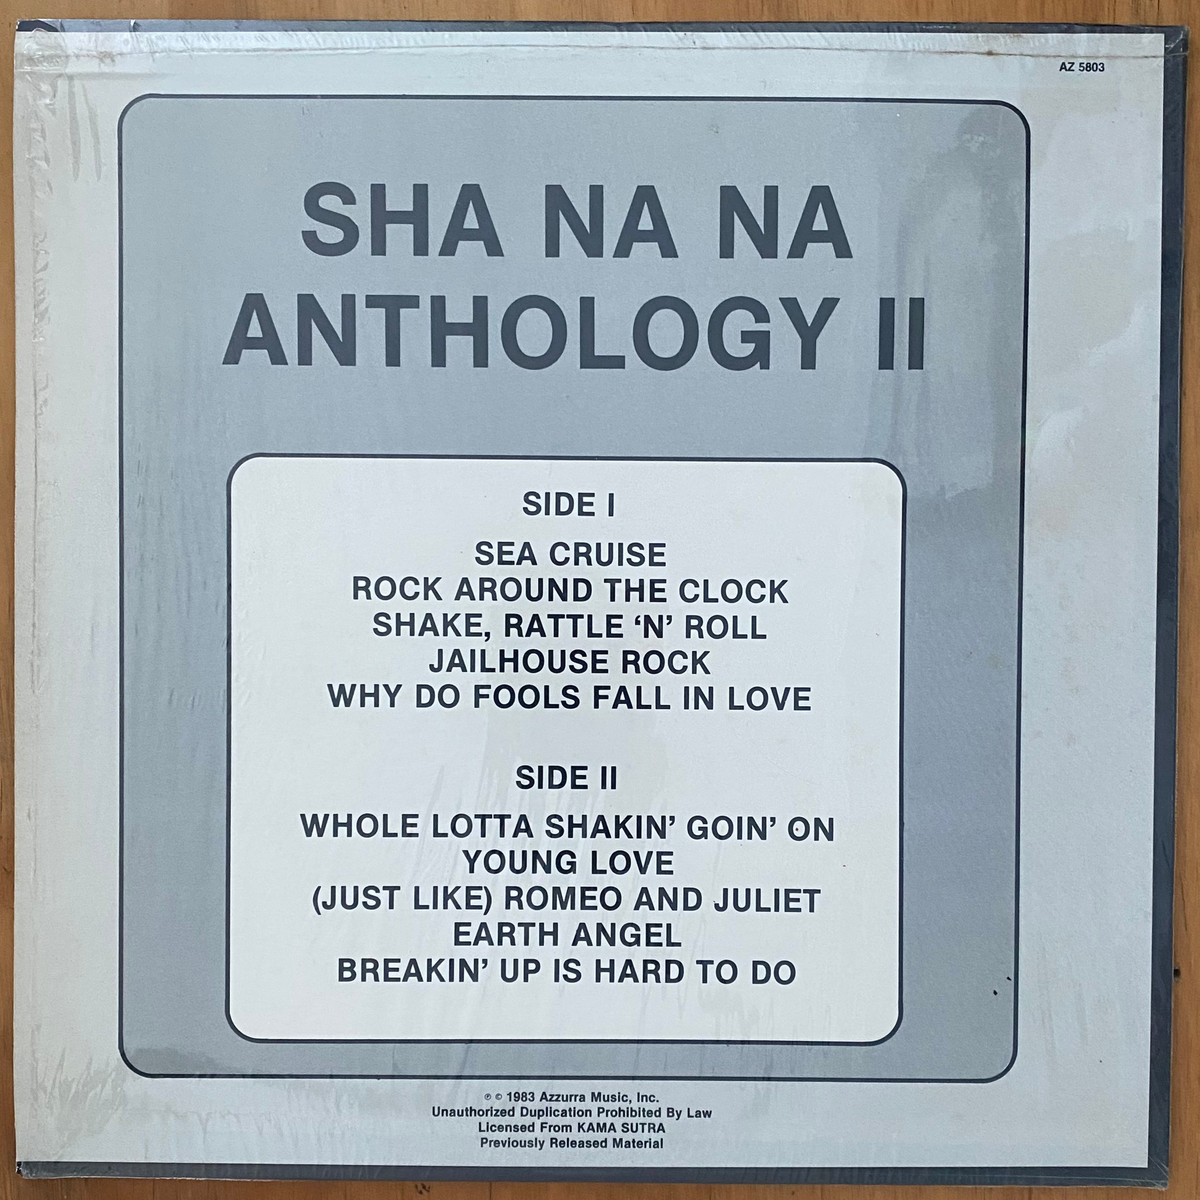 AZ 5803
SHA NA NA
ANTHOLOGY II
SIDE I
SEA CRUISE
ROCK AROUND THE CLOCK
SHAKE, RATTLE ‘N’ ROLL
JAILHOUSE ROCK
WHY DO FOOLS FALL IN LOVE
SIDE II
WHOLE LOTTA SHAKIN’ GOIN’ ON
YOUNG LOVE
(JUST LIKE) ROMEO AND JULIET
EARTH ANGEL
BREAKIN’ UP IS HARD TO DO
℗ © 1983 Azzurra Music, Inc.
Unauthorized Duplication Prohibited By Law
Licensed From KAMA SUTRA
Previously Released Material